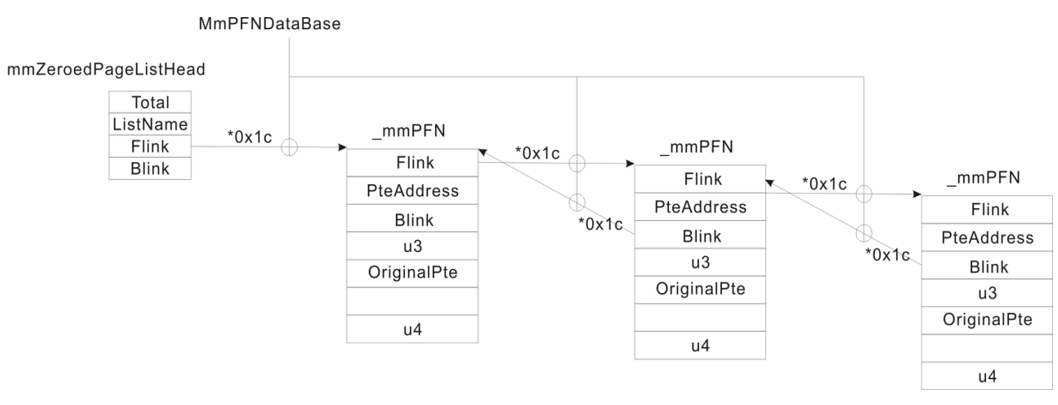 MmPFNDataBase
mmZeroedPageListHead
Total
ListName
Flink
Blink
*0x1c
_mmPFN
Flink
PteAddress
Blink
u3
OriginalPte
u4
*0x1c
*0x1c
_mmPFN
Flink
PteAddress
Blink
u3
OriginalPte
u4
*0x1c
*0x1c
_mmPFN
Flink
PteAddress
Blink
u3
OriginalPte
u4